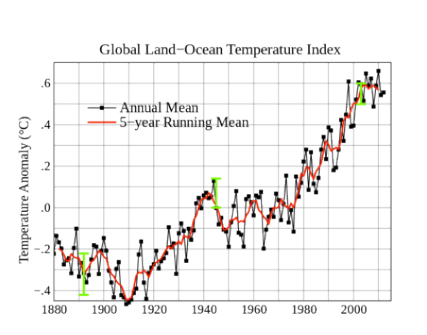 Global Land−Ocean Temperature Index
Temperature Anomaly (°C)
.6
.4
.2
.0
−.2
−.4
Annual Mean
5−year Running Mean
1880 1900 1920 1940 1960 1980 2000